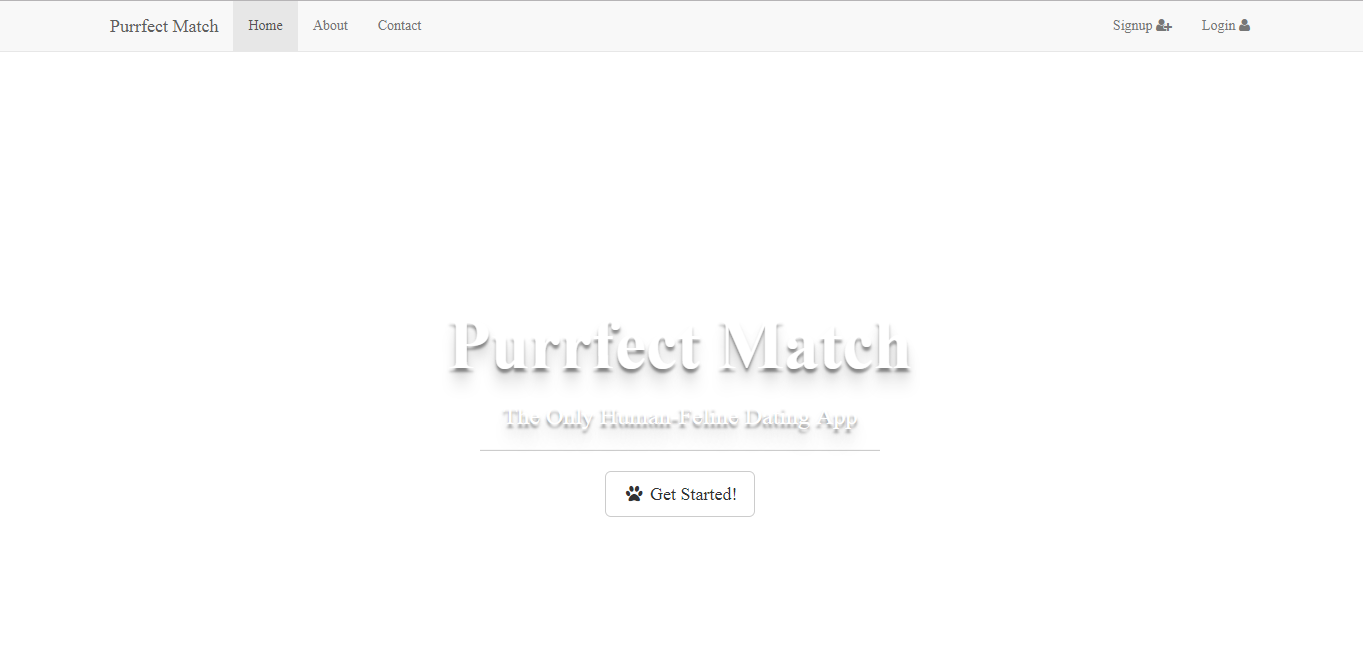 Purrfect Match Home About Contact Signup Login
Purrfect Match
The Only Human-Feline Dating App
Get Started!